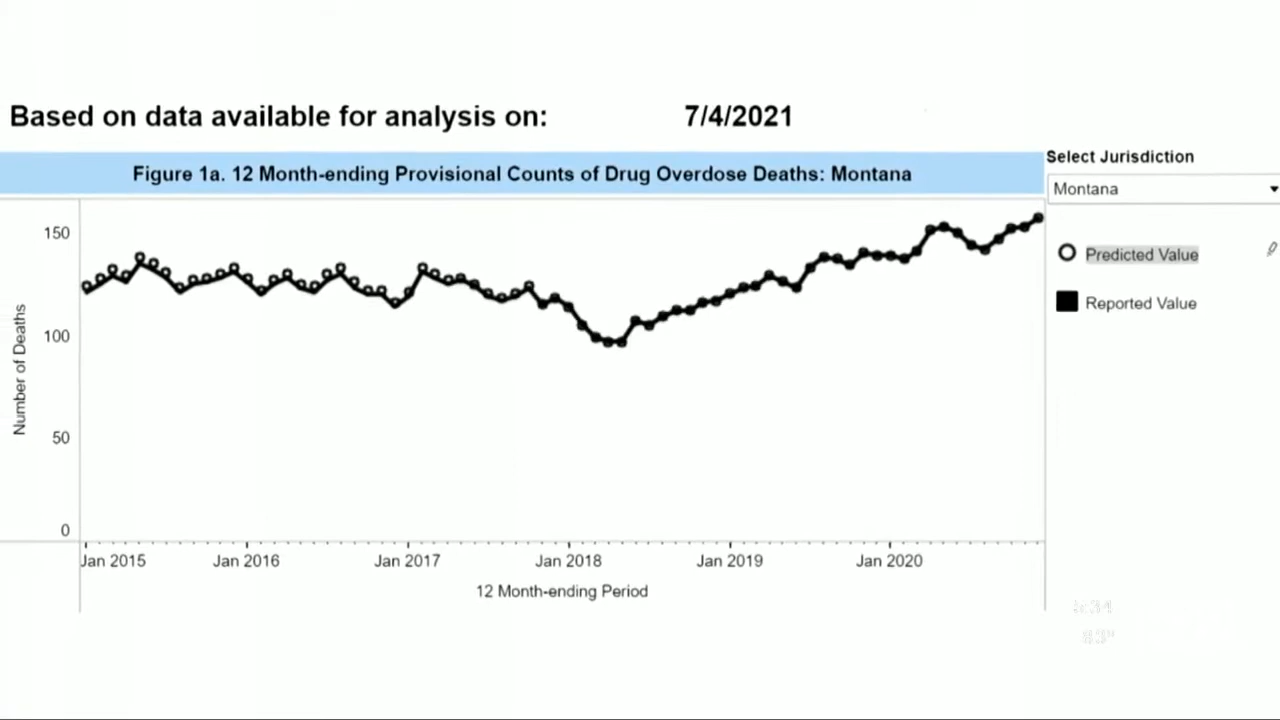 Based on data available for analysis on: 7/4/2021
Figure 1a. 12 Month-ending Provisional Counts of Drug Overdose Deaths: Montana
Select Jurisdiction
Montana
Predicted Value
Reported Value
Number of Deaths
150
100
50
0
Jan 2015 Jan 2016 Jan 2017 Jan 2018 Jan 2019 Jan 2020
12 Month-ending Period
5:34